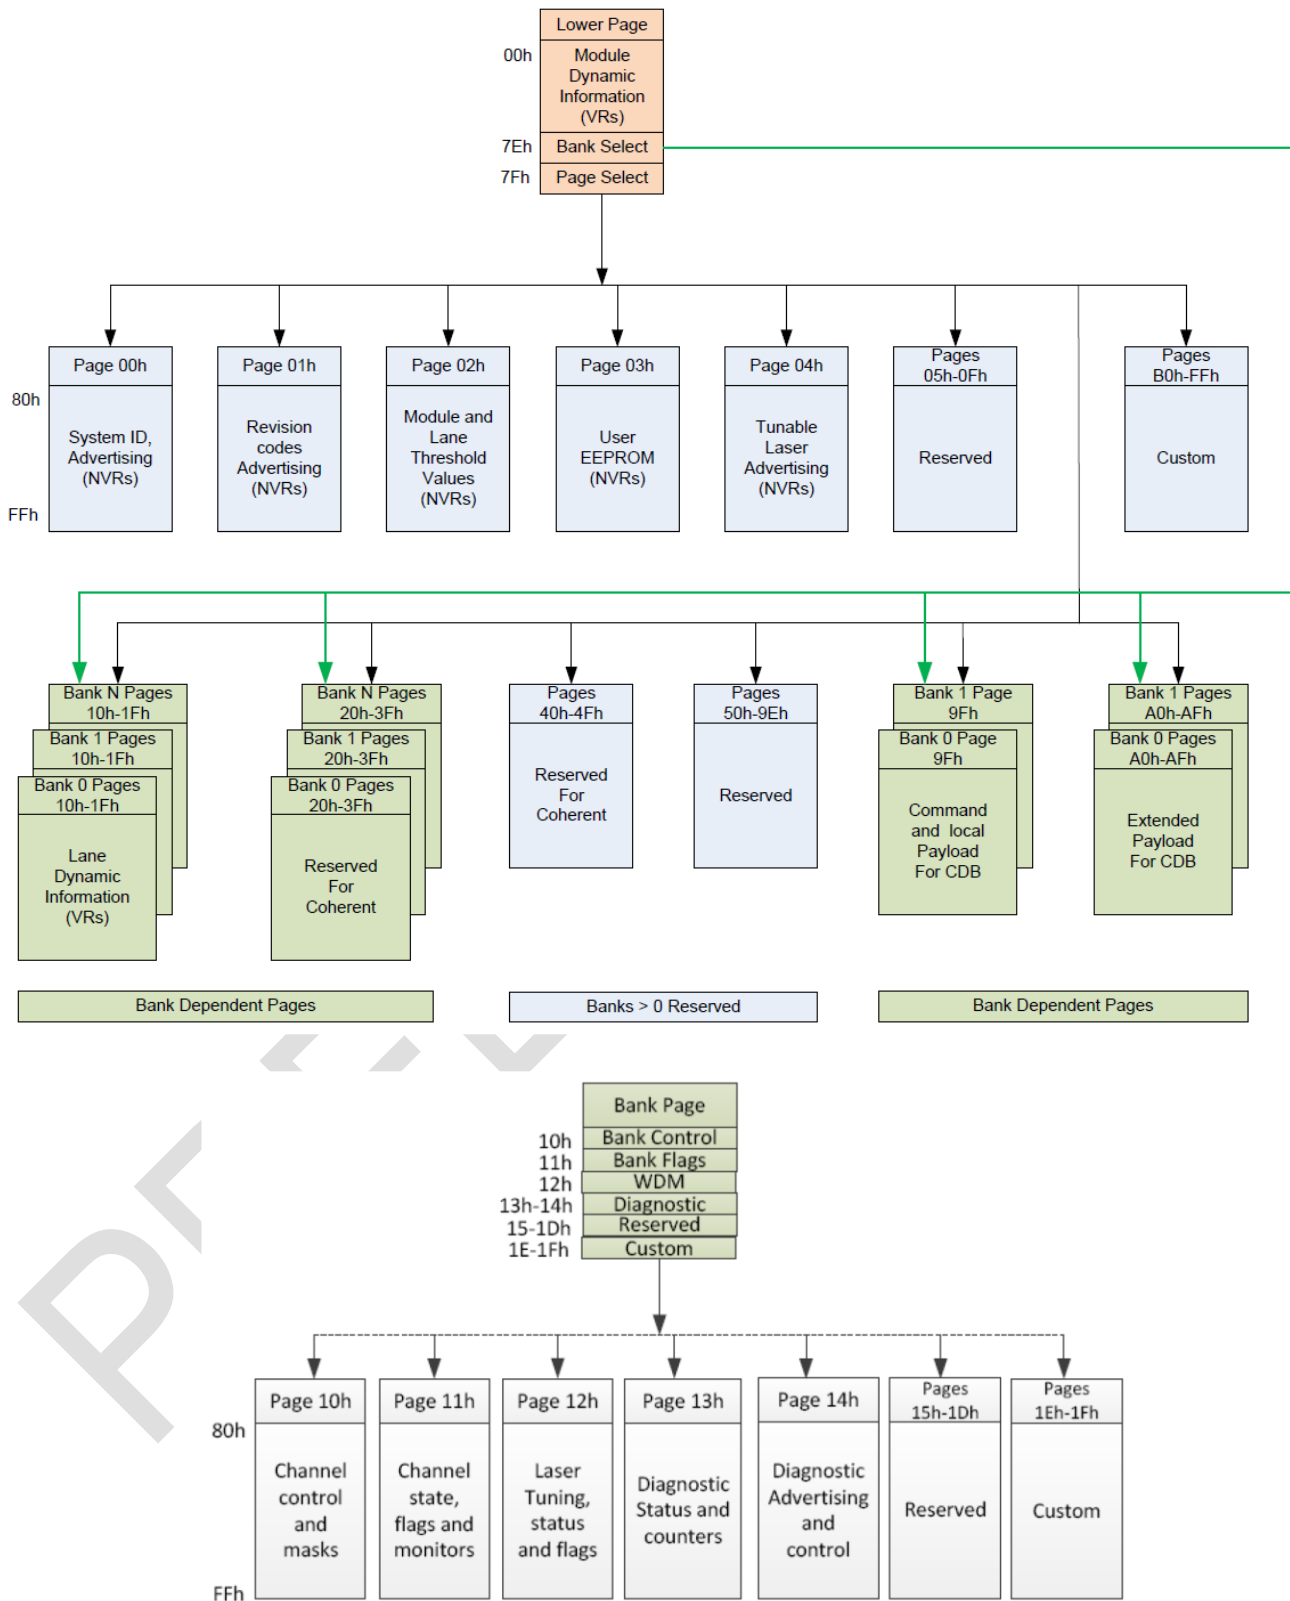 Lower Page
00h
Module
Dynamic
Information
(VRs)
7Eh
Bank Select
7Fh
Page Select
Page 00h
Page 01h
Page 02h
Page 03h
Page 04h
Pages
05h-0Fh
Pages
B0h-FFh
80h
System ID,
Advertising
(NVRs)
Revision
codes
Advertising
(NVRs)
Module and
Lane
Threshold
Values
(NVRs)
User
EEPROM
(NVRs)
Tunable
Laser
Advertising
(NVRs)
Reserved
Custom
FFh
Bank N Pages
10h-1Fh
Bank 1 Pages
10h-1Fh
Bank 0 Pages
10h-1Fh
Lane
Dynamic
Information
(VRs)
Bank N Pages
20h-3Fh
Bank 1 Pages
20h-3Fh
Bank 0 Pages
20h-3Fh
Reserved
For
Coherent
Pages
40h-4Fh
Reserved
For
Coherent
Pages
50h-9Eh
Reserved
Bank 1 Page
9Fh
Bank 0 Page
9Fh
Command
and local
Payload
For CDB
Bank 1 Pages
A0h-AFh
Bank 0 Pages
A0h-AFh
Extended
Payload
For CDB
Bank Dependent Pages
Banks > 0 Reserved
Bank Dependent Pages
Bank Page
10h
Bank Control
11h
Bank Flags
12h
WDM
13h-14h
Diagnostic
15-1Dh
Reserved
1E-1Fh
Custom
Page 10h
Page 11h
Page 12h
Page 13h
Page 14h
Pages
15h-1Dh
Pages
1Eh-1Fh
80h
Channel
control
and
masks
Channel
state,
flags and
monitors
Laser
Tuning,
status
and flags
Diagnostic
Status and
counters
Diagnostic
Advertising
and
control
Reserved
Custom
FFh